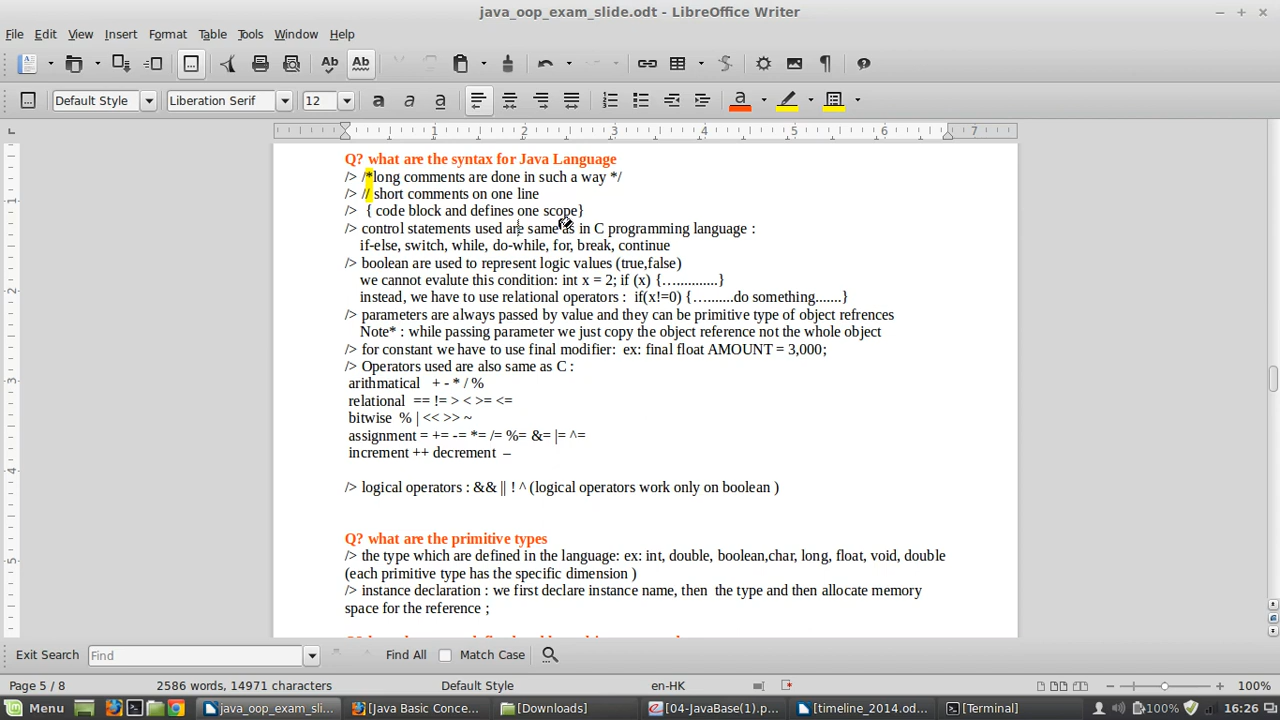 java_oop_exam_slide.odt - LibreOffice Writer
File Edit View Insert Format Table Tools Window Help
Default Style Liberation Serif 12
1 2 3 4 5 6 7
Q? what are the syntax for Java Language
/> /*long comments are done in such a way */
/> // short comments on one line
/> { code block and defines one scope}
/> control statements used are same as in C programming language :
if-else, switch, while, do-while, for, break, continue
/> boolean are used to represent logic values (true,false)
we cannot evalute this condition: int x = 2; if (x) {…...........}
instead, we have to use relational operators : if(x!=0) {….......do something.......}
/> parameters are always passed by value and they can be primitive type of object refrences
Note* : while passing parameter we just copy the object reference not the whole object
/> for constant we have to use final modifier: ex: final float AMOUNT = 3,000;
/> Operators used are also same as C :
arithmatical + - * / %
relational == != > < >= <=
bitwise % | << >> ~
assignment = += -= *= /= %= &= |= ^=
increment ++ decrement –
/> logical operators : && || ! ^ (logical operators work only on boolean )
Q? what are the primitive types
/> the type which are defined in the language: ex: int, double, boolean,char, long, float, void, double
(each primitive type has the specific dimension )
/> instance declaration : we first declare instance name, then the type and then allocate memory
space for the reference ;
Exit Search Find Find All Match Case
Page 5 / 8 2586 words, 14971 characters Default Style en-HK 100%
Menu java_oop_exam_sli... [Java Basic Conce... [Downloads] [04-JavaBase(1).p... [timeline_2014.od... [Terminal] 100% 16:26